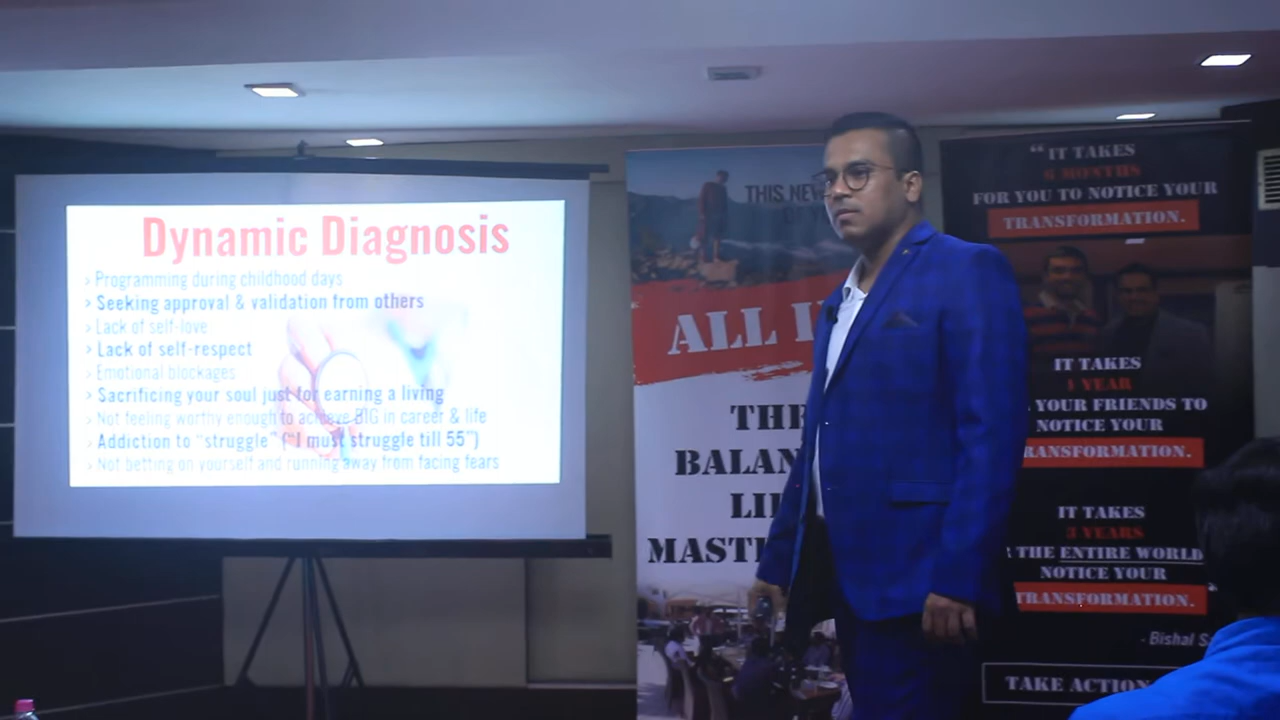 Dynamic Diagnosis
> Programming during childhood days
> Seeking approval & validation from others
> Lack of self-love
> Lack of self-respect
> Emotional blockages
> Sacrificing your soul just for earning a living
> Not feeling worthy enough to achieve BIG in career & life
> Addiction to "struggle" ("I must struggle till 55")
> Not betting on yourself and running away from facing fears
THIS NEW
ALL
THE
BALAN
LI
MAST
“IT TAKES
6 MONTHS
FOR YOU TO NOTICE YOUR
TRANSFORMATION.
IT TAKES
1 YEAR
YOUR FRIENDS TO
NOTICE YOUR
RANSFORMATION.
IT TAKES
3 YEARS
THE ENTIRE WORLD
NOTICE YOUR
TRANSFORMATION.
- Bishal S
TAKE ACTION